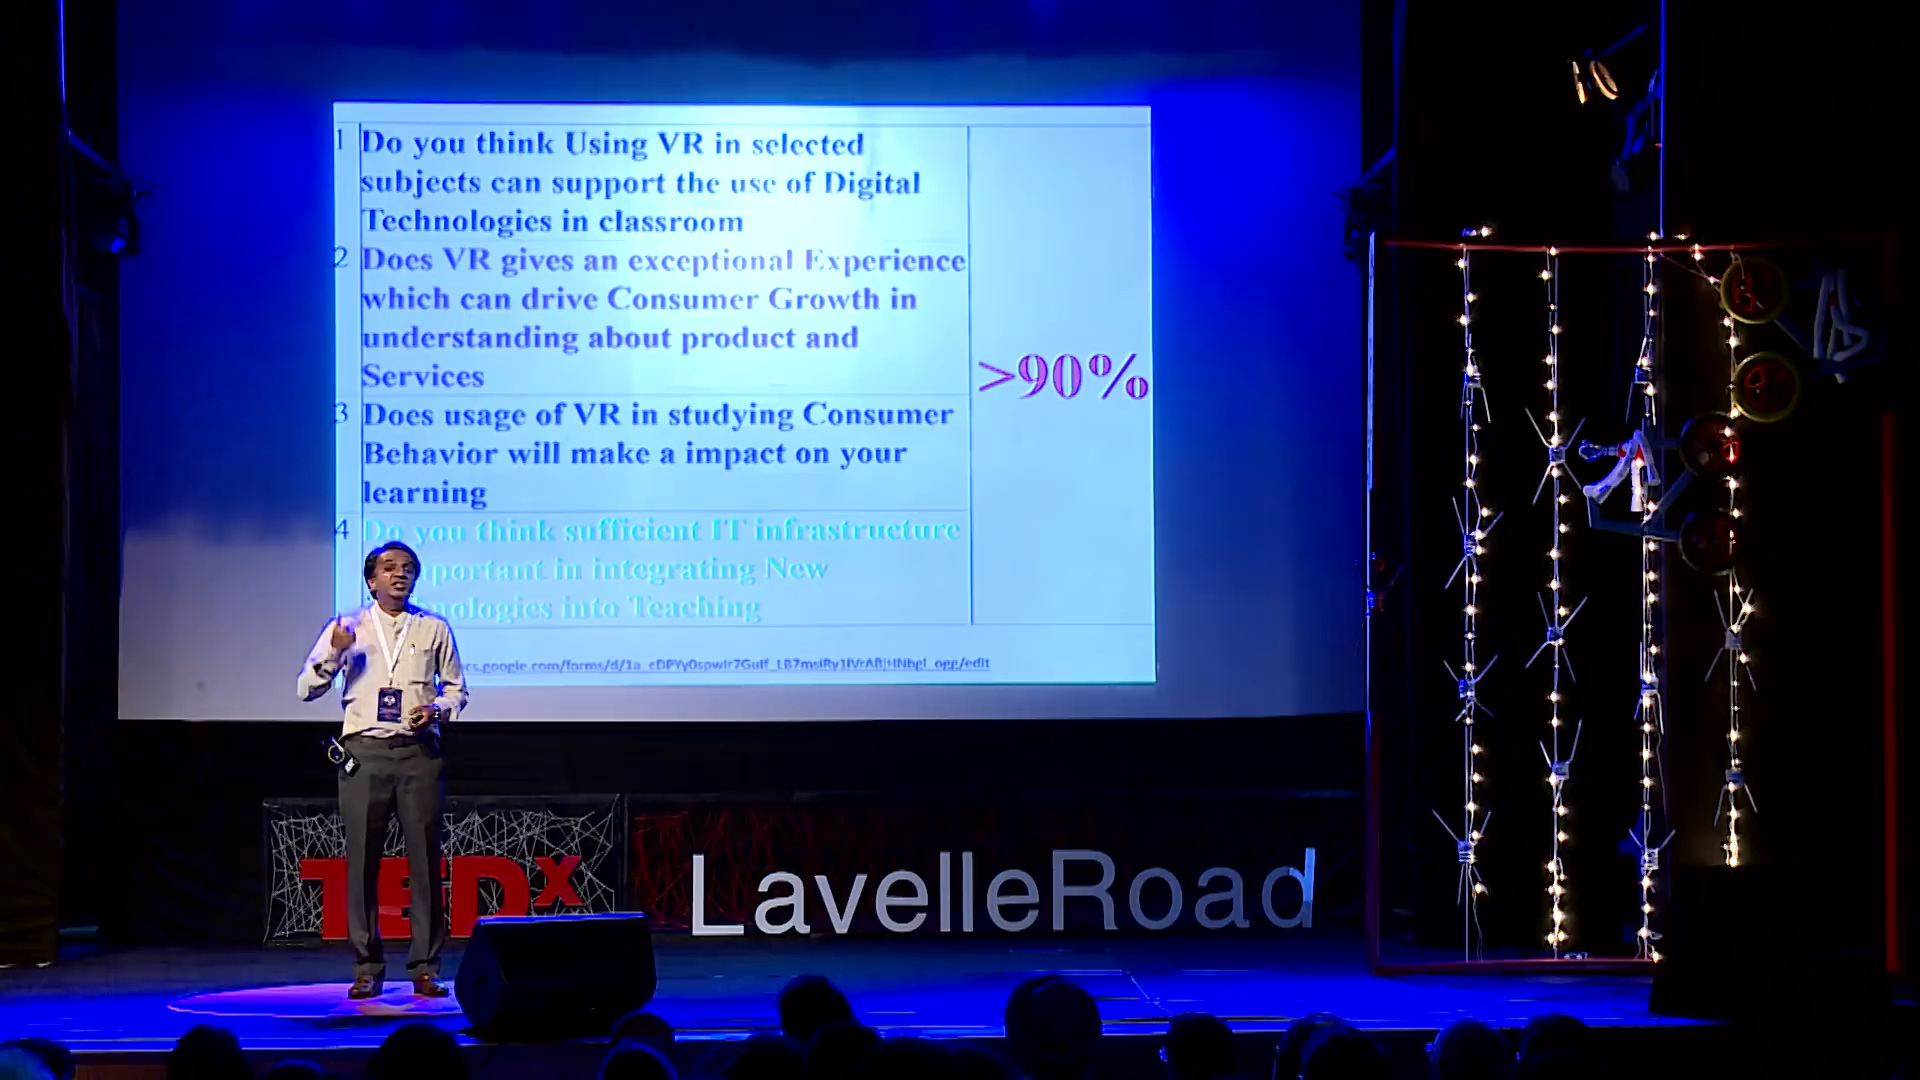 1 Do you think Using VR in selected
subjects can support the use of Digital
Technologies in classroom
2 Does VR gives an exceptional Experience
which can drive Consumer Growth in
understanding about product and
Services
>90%
3 Does usage of VR in studying Consumer
Behavior will make a impact on your
learning
4 Do you think sufficient IT infrastructure
in integrating New
into Teaching
TEDx LavelleRoad